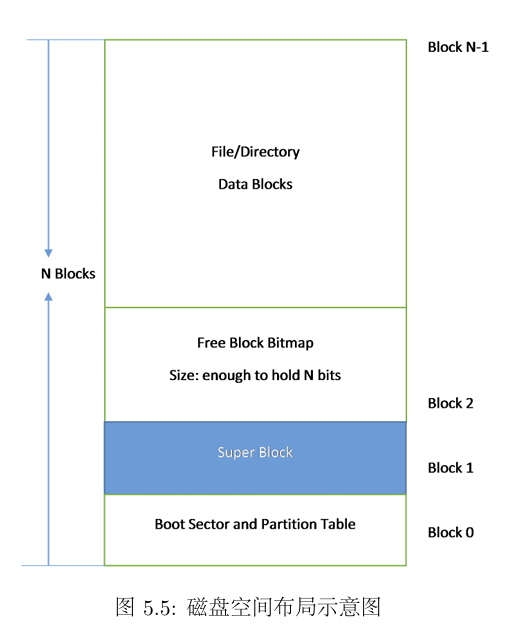 Block N-1
File/Directory
Data Blocks
N Blocks
Free Block Bitmap
Size: enough to hold N bits
Block 2
Super Block
Block 1
Boot Sector and Partition Table
Block 0
图 5.5: 磁盘空间布局示意图